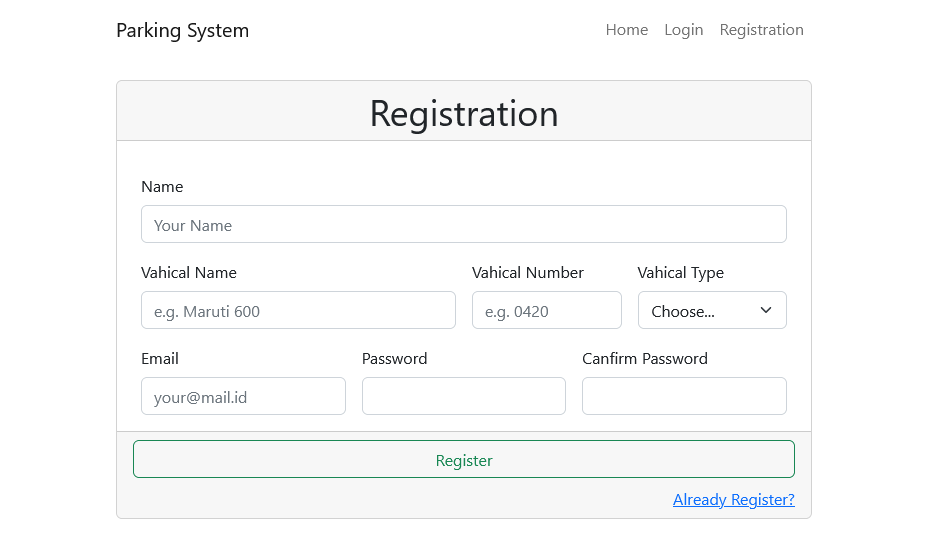 Parking System Home Login Registration
Registration
Name
Your Name
Vahical Name Vahical Number Vahical Type
e.g. Maruti 600 e.g. 0420 Choose...
Email Password Canfirm Password
your@mail.id
Register
Already Register?